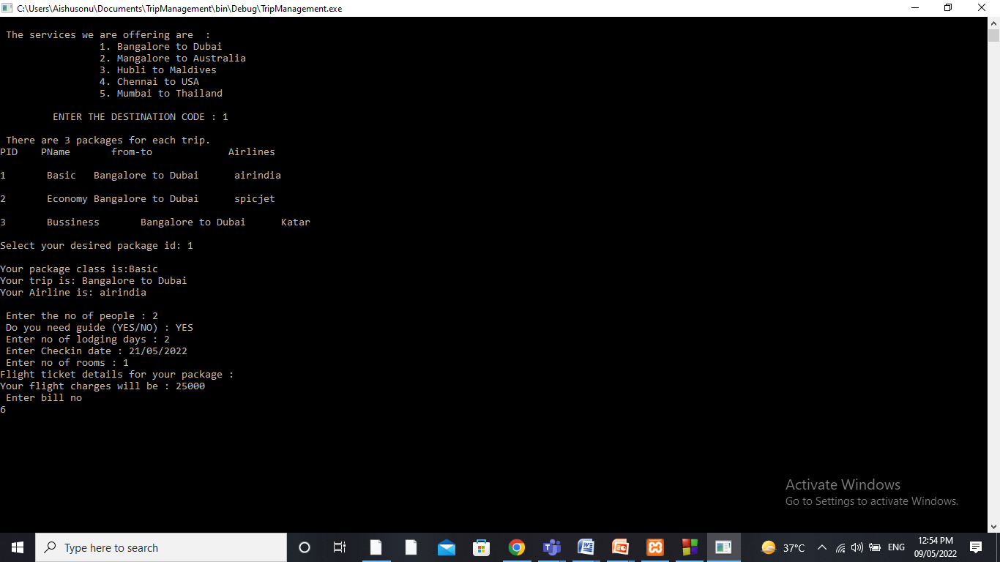 C:\Users\Aishusonu\Documents\TripManagement\bin\Debug\TripManagement.exe
The services we are offering are :
1. Bangalore to Dubai
2. Mangalore to Australia
3. Hubli to Maldives
4. Chennai to USA
5. Mumbai to Thailand
ENTER THE DESTINATION CODE : 1
There are 3 packages for each trip.
PID PName from-to Airlines
1 Basic Bangalore to Dubai airindia
2 Economy Bangalore to Dubai spicjet
3 Bussiness Bangalore to Dubai Katar
Select your desired package id: 1
Your package class is:Basic
Your trip is: Bangalore to Dubai
Your Airline is: airindia
Enter the no of people : 2
Do you need guide (YES/NO) : YES
Enter no of lodging days : 2
Enter Checkin date : 21/05/2022
Enter no of rooms : 1
Flight ticket details for your package :
Your flight charges will be : 25000
Enter bill no
6
Activate Windows
Go to Settings to activate Windows.
Type here to search
37°C
ENG
12:54 PM
09/05/2022